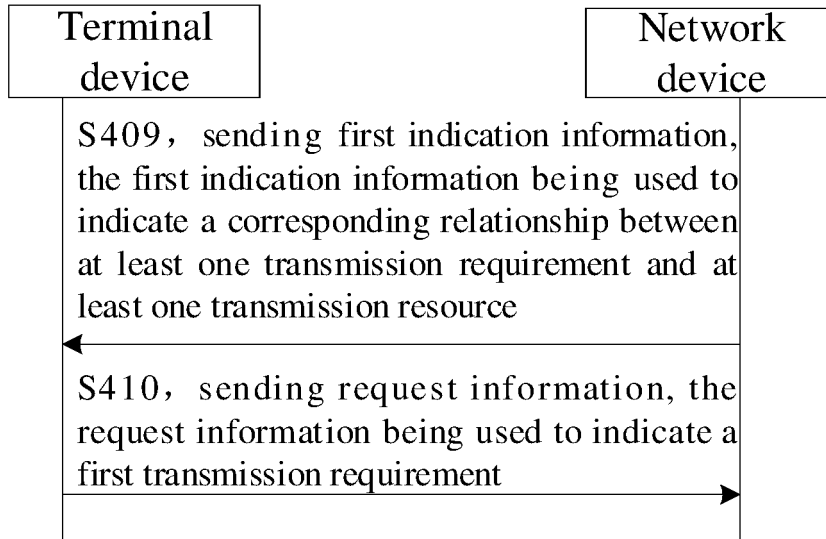 Terminal
device
Network
device
S409, sending first indication information,
the first indication information being used to
indicate a corresponding relationship between
at least one transmission requirement and at
least one transmission resource
S410, sending request information, the
request information being used to indicate a
first transmission requirement